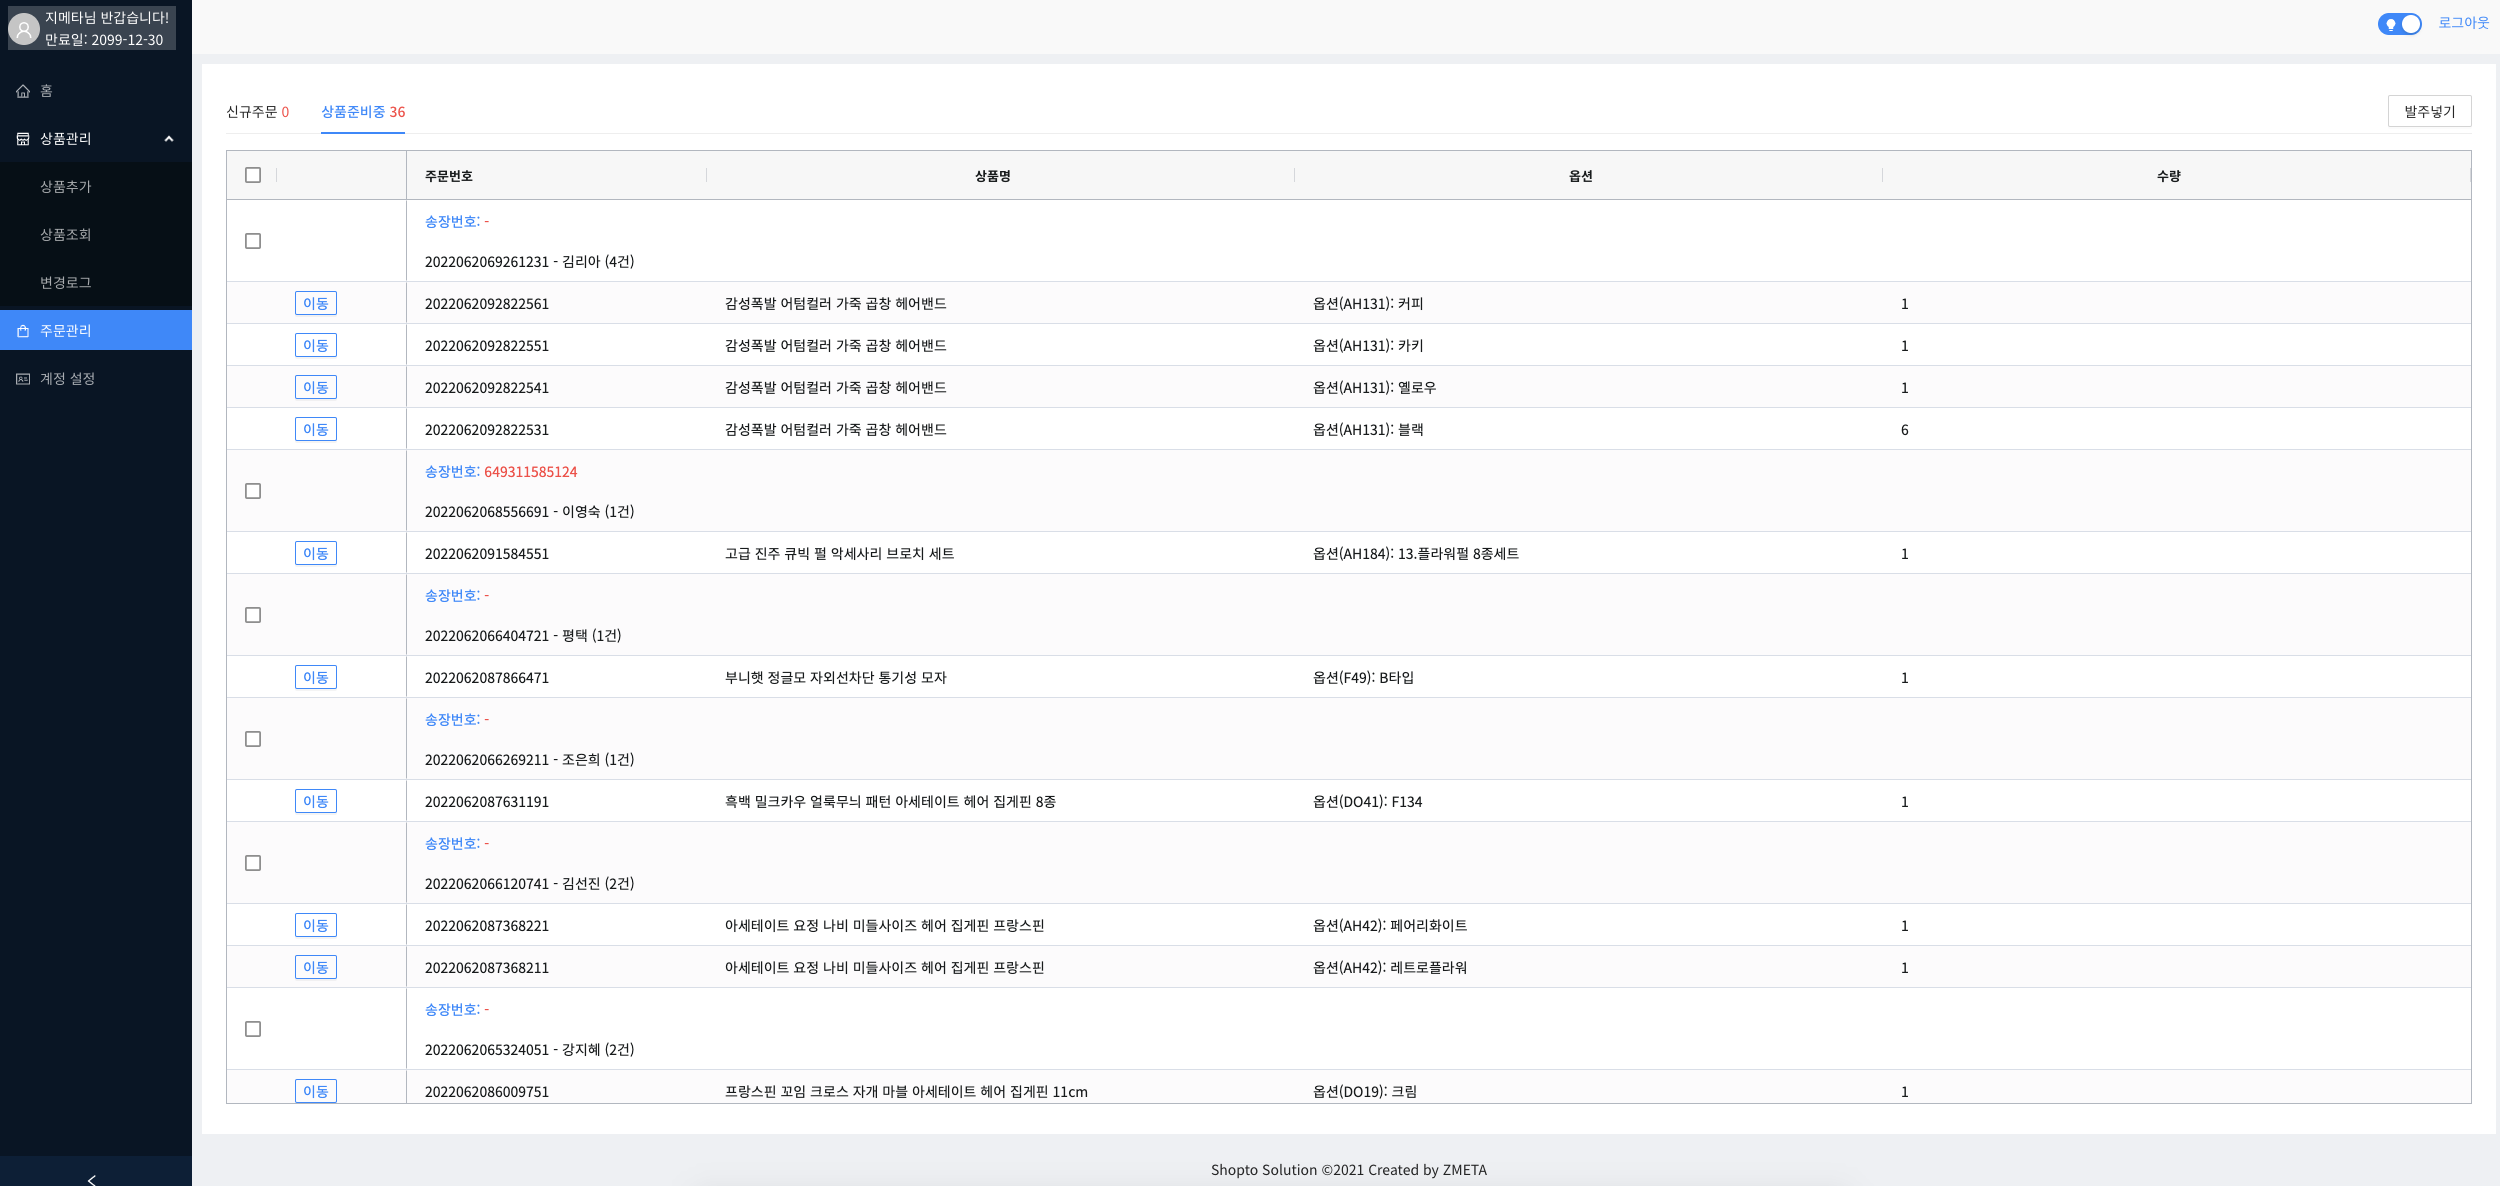 지메타님 반갑습니다!
만료일: 2099-12-30
로그아웃
홈
상품관리
상품추가
상품조회
변경로그
주문관리
계정 설정
신규주문 0 상품준비중 36 발주넣기
주문번호 상품명 옵션 수량
송장번호: -
2022062069261231 - 김리아 (4건)
이동 2022062092822561 감성폭발 어텀컬러 가죽 곱창 헤어밴드 옵션(AH131): 커피 1
이동 2022062092822551 감성폭발 어텀컬러 가죽 곱창 헤어밴드 옵션(AH131): 카키 1
이동 2022062092822541 감성폭발 어텀컬러 가죽 곱창 헤어밴드 옵션(AH131): 옐로우 1
이동 2022062092822531 감성폭발 어텀컬러 가죽 곱창 헤어밴드 옵션(AH131): 블랙 6
송장번호: 649311585124
2022062068556691 - 이영숙 (1건)
이동 2022062091584551 고급 진주 큐빅 펄 악세사리 브로치 세트 옵션(AH184): 13.플라워펄 8종세트 1
송장번호: -
2022062066404721 - 평택 (1건)
이동 2022062087866471 부니햇 정글모 자외선차단 통기성 모자 옵션(F49): B타입 1
송장번호: -
2022062066269211 - 조은희 (1건)
이동 2022062087631191 흑백 밀크카우 얼룩무늬 패턴 아세테이트 헤어 집게핀 8종 옵션(DO41): F134 1
송장번호: -
2022062066120741 - 김선진 (2건)
이동 2022062087368221 아세테이트 요정 나비 미들사이즈 헤어 집게핀 프랑스핀 옵션(AH42): 페어리화이트 1
이동 2022062087368211 아세테이트 요정 나비 미들사이즈 헤어 집게핀 프랑스핀 옵션(AH42): 레트로플라워 1
송장번호: -
2022062065324051 - 강지혜 (2건)
이동 2022062086009751 프랑스핀 꼬임 크로스 자개 마블 아세테이트 헤어 집게핀 11cm 옵션(DO19): 크림 1
Shopto Solution ©2021 Created by ZMETA